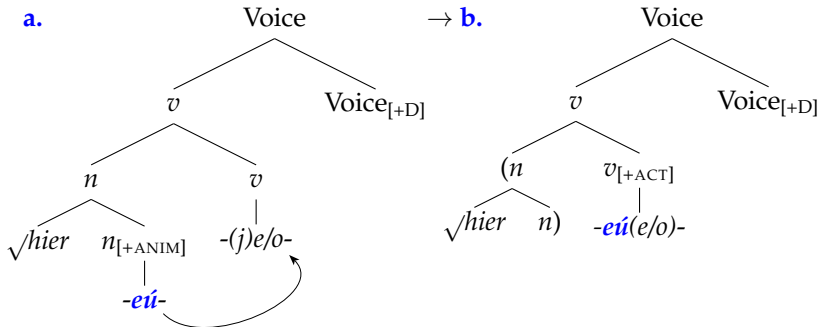 a. Voice → b. Voice
v Voice[+D] v Voice[+D]
n v (n v[+ACT]
√hier n[+ANIM] -(j)e/o- √hier n) -eú(e/o)-
-eú-